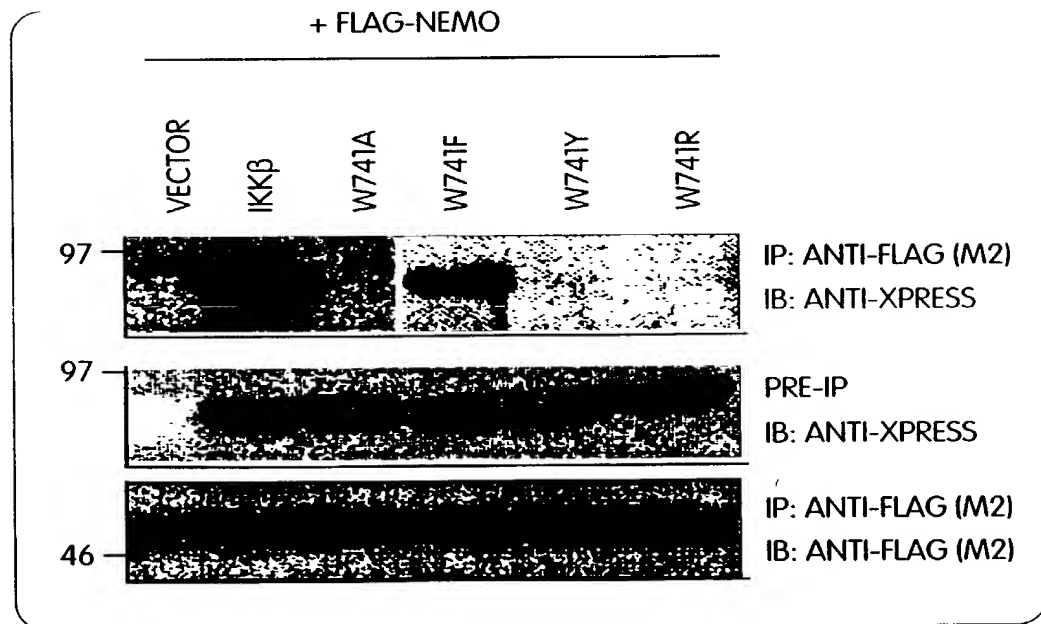 + FLAG-NEMO
VECTOR
IKKβ
W741A
W741F
W741Y
W741R
97
IP: ANTI-FLAG (M2)
IB: ANTI-XPRESS
97
PRE-IP
IB: ANTI-XPRESS
IP: ANTI-FLAG (M2)
46
IB: ANTI-FLAG (M2)